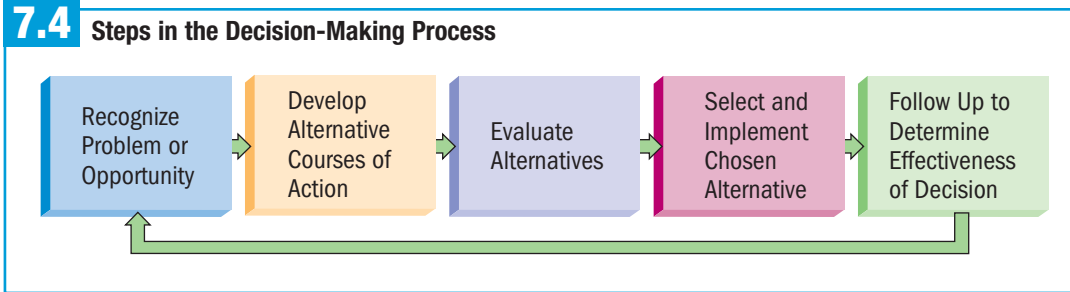 7.4 Steps in the Decision-Making Process
Recognize
Problem or
Opportunity
Develop
Alternative
Courses of
Action
Evaluate
Alternatives
Select and
Implement
Chosen
Alternative
Follow Up to
Determine
Effectiveness
of Decision